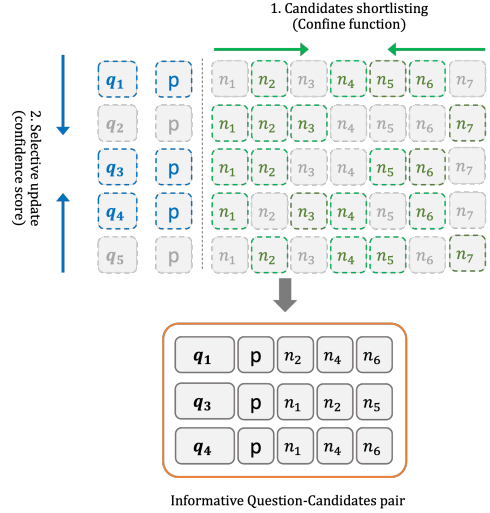 1. Candidates shortlisting
(Confine function)
2. Selective update
(confidence score)
q1 p n1 n2 n3 n4 n5 n6 n7
q2 p n1 n2 n3 n4 n5 n6 n7
q3 p n1 n2 n3 n4 n5 n6 n7
q4 p n1 n2 n3 n4 n5 n6 n7
q5 p n1 n2 n3 n4 n5 n6 n7
q1 p n2 n4 n6
q3 p n1 n2 n5
q4 p n1 n4 n6
Informative Question-Candidates pair